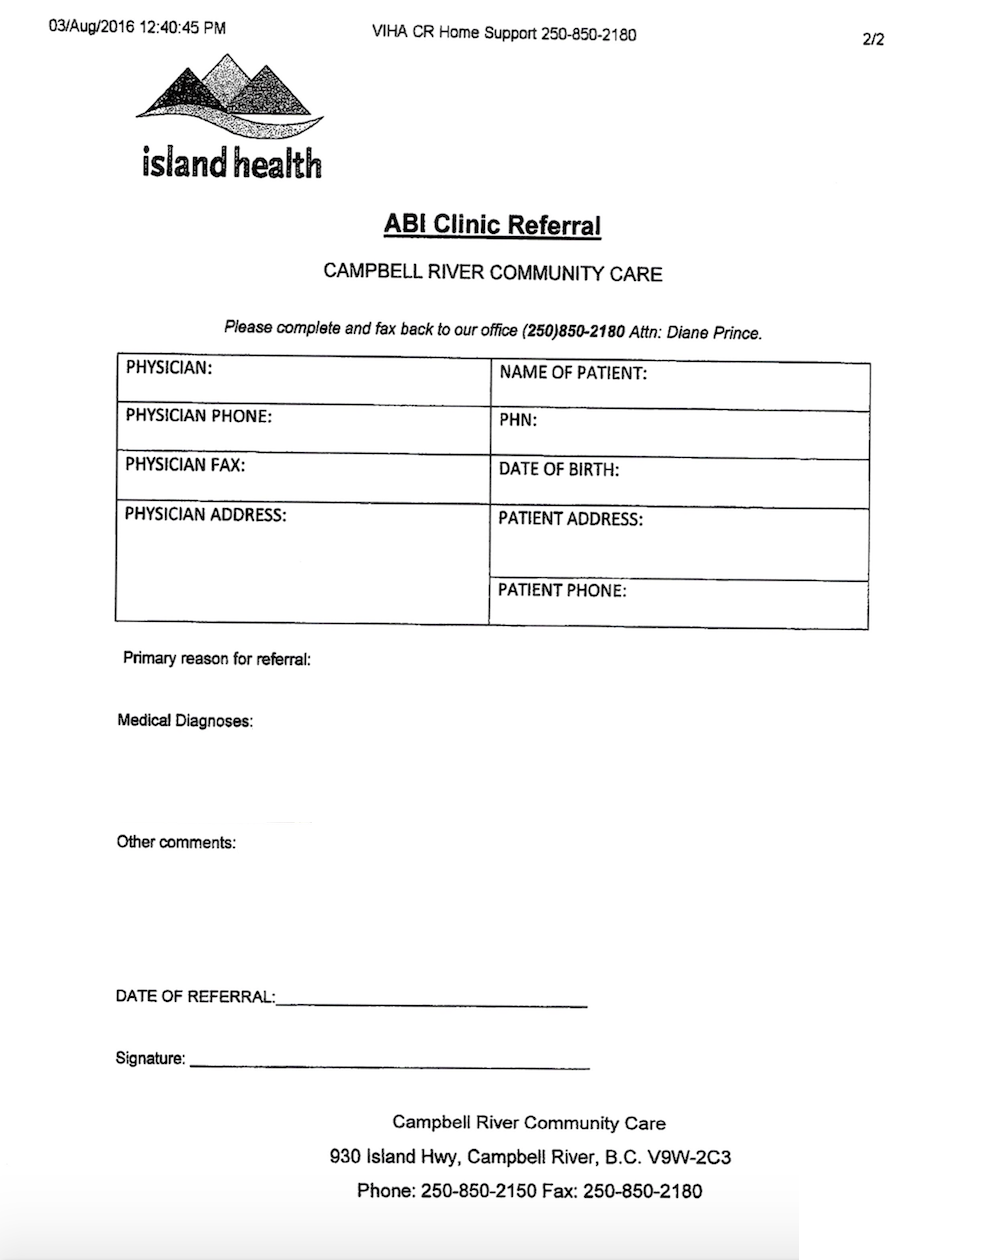 03/Aug/2016 12:40:45 PM VIHA CR Home Support 250-850-2180 2/2
island health
ABI Clinic Referral
CAMPBELL RIVER COMMUNITY CARE
Please complete and fax back to our office (250)850-2180 Attn: Diane Prince.
PHYSICIAN: NAME OF PATIENT:
PHYSICIAN PHONE: PHN:
PHYSICIAN FAX: DATE OF BIRTH:
PHYSICIAN ADDRESS: PATIENT ADDRESS:
PATIENT PHONE:
Primary reason for referral:
Medical Diagnoses:
Other comments:
DATE OF REFERRAL:
Signature:
Campbell River Community Care
930 Island Hwy, Campbell River, B.C. V9W-2C3
Phone: 250-850-2150 Fax: 250-850-2180